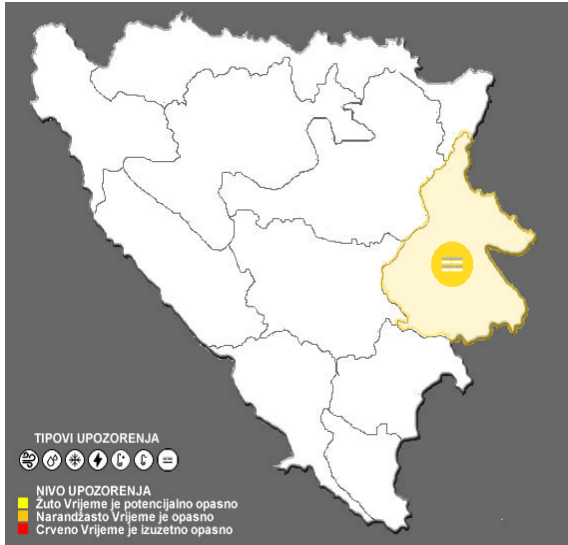 TIPOVI UPOZORENJA
NIVO UPOZORENJA
Žuto Vrijeme je potencijalno opasno
Narandžasto Vrijeme je opasno
Crveno Vrijeme je izuzetno opasno